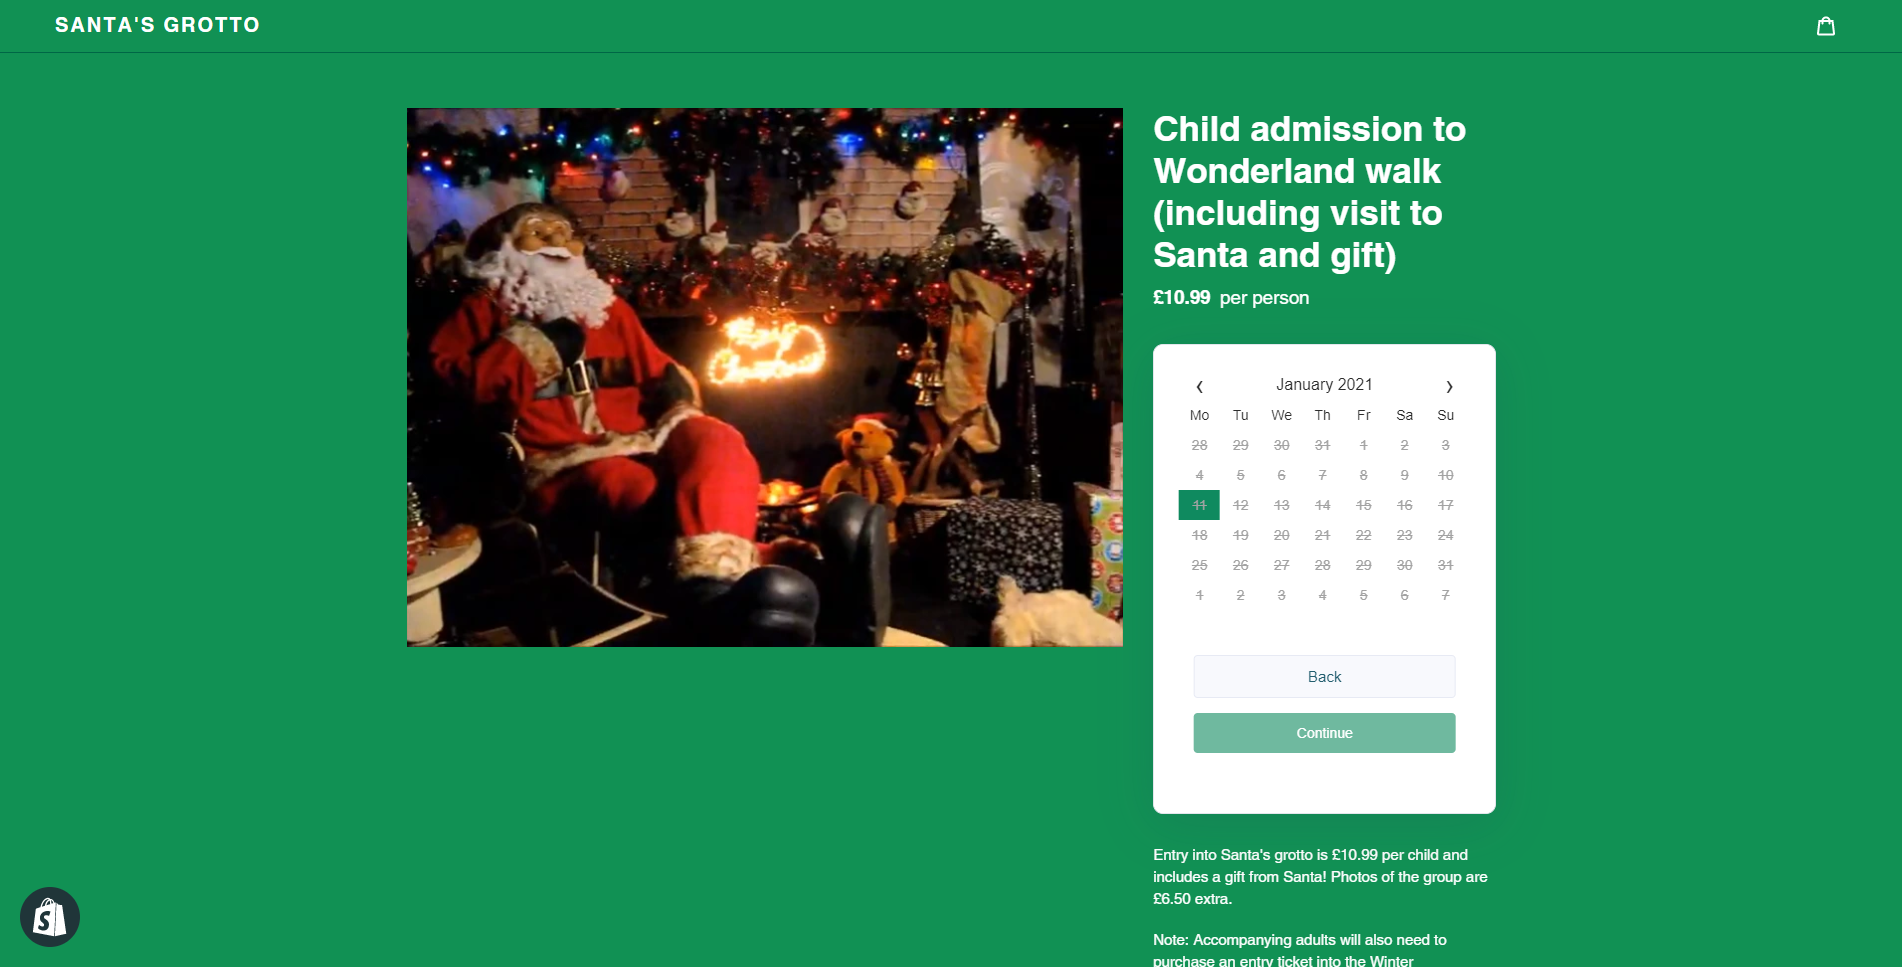 SANTA'S GROTTO
Child admission to
Wonderland walk
(including visit to
Santa and gift)
£10.99 per person
‹ January 2021 ›
Mo Tu We Th Fr Sa Su
28 29 30 31 1 2 3
4 5 6 7 8 9 10
11 12 13 14 15 16 17
18 19 20 21 22 23 24
25 26 27 28 29 30 31
1 2 3 4 5 6 7
Back
Continue
Entry into Santa's grotto is £10.99 per child and
includes a gift from Santa! Photos of the group are
£6.50 extra.
Note: Accompanying adults will also need to
purchase an entry ticket into the Winter